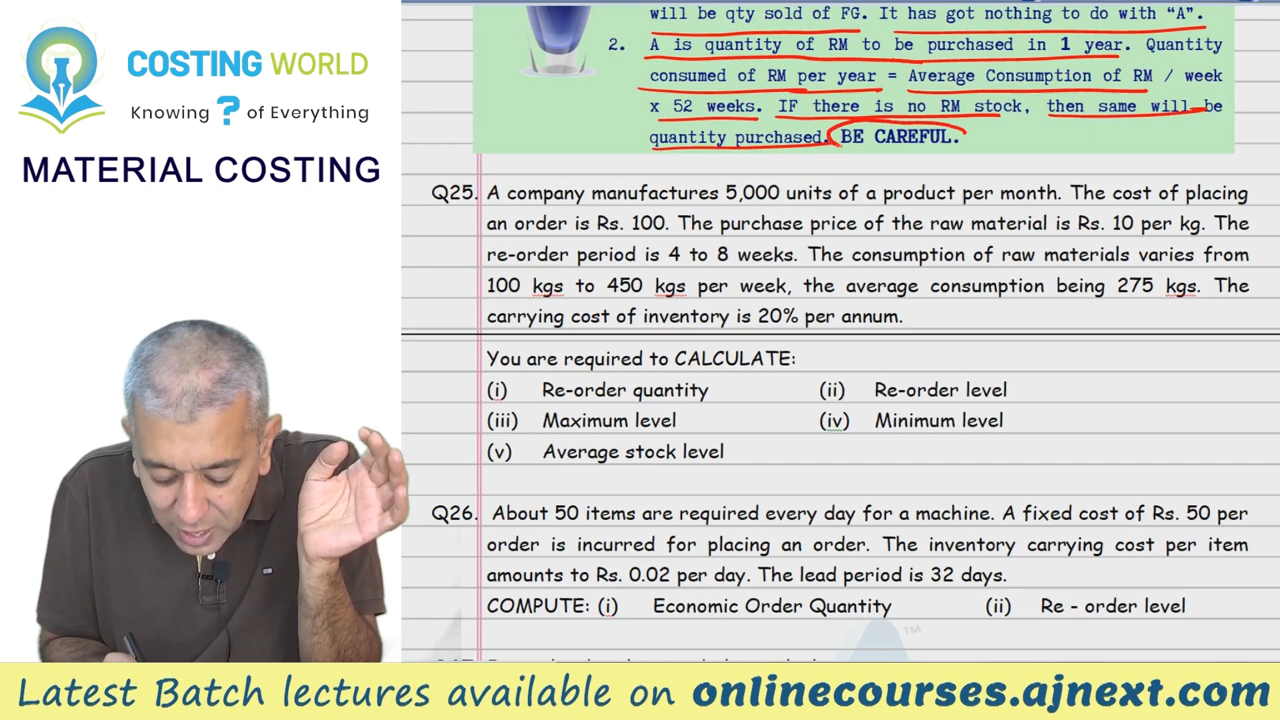 COSTING WORLD
Knowing ? of Everything
MATERIAL COSTING
will be qty sold of FG. It has got nothing to do with “A”.
2. A is quantity of RM to be purchased in 1 year. Quantity
consumed of RM per year = Average Consumption of RM / week
x 52 weeks. IF there is no RM stock, then same will be
quantity purchased. BE CAREFUL.
Q25. A company manufactures 5,000 units of a product per month. The cost of placing
an order is Rs. 100. The purchase price of the raw material is Rs. 10 per kg. The
re-order period is 4 to 8 weeks. The consumption of raw materials varies from
100 kgs to 450 kgs per week, the average consumption being 275 kgs. The
carrying cost of inventory is 20% per annum.
You are required to CALCULATE:
(i) Re-order quantity (ii) Re-order level
(iii) Maximum level (iv) Minimum level
(v) Average stock level
Q26. About 50 items are required every day for a machine. A fixed cost of Rs. 50 per
order is incurred for placing an order. The inventory carrying cost per item
amounts to Rs. 0.02 per day. The lead period is 32 days.
COMPUTE: (i) Economic Order Quantity (ii) Re - order level
TM
Latest Batch lectures available on onlinecourses.ajnext.com